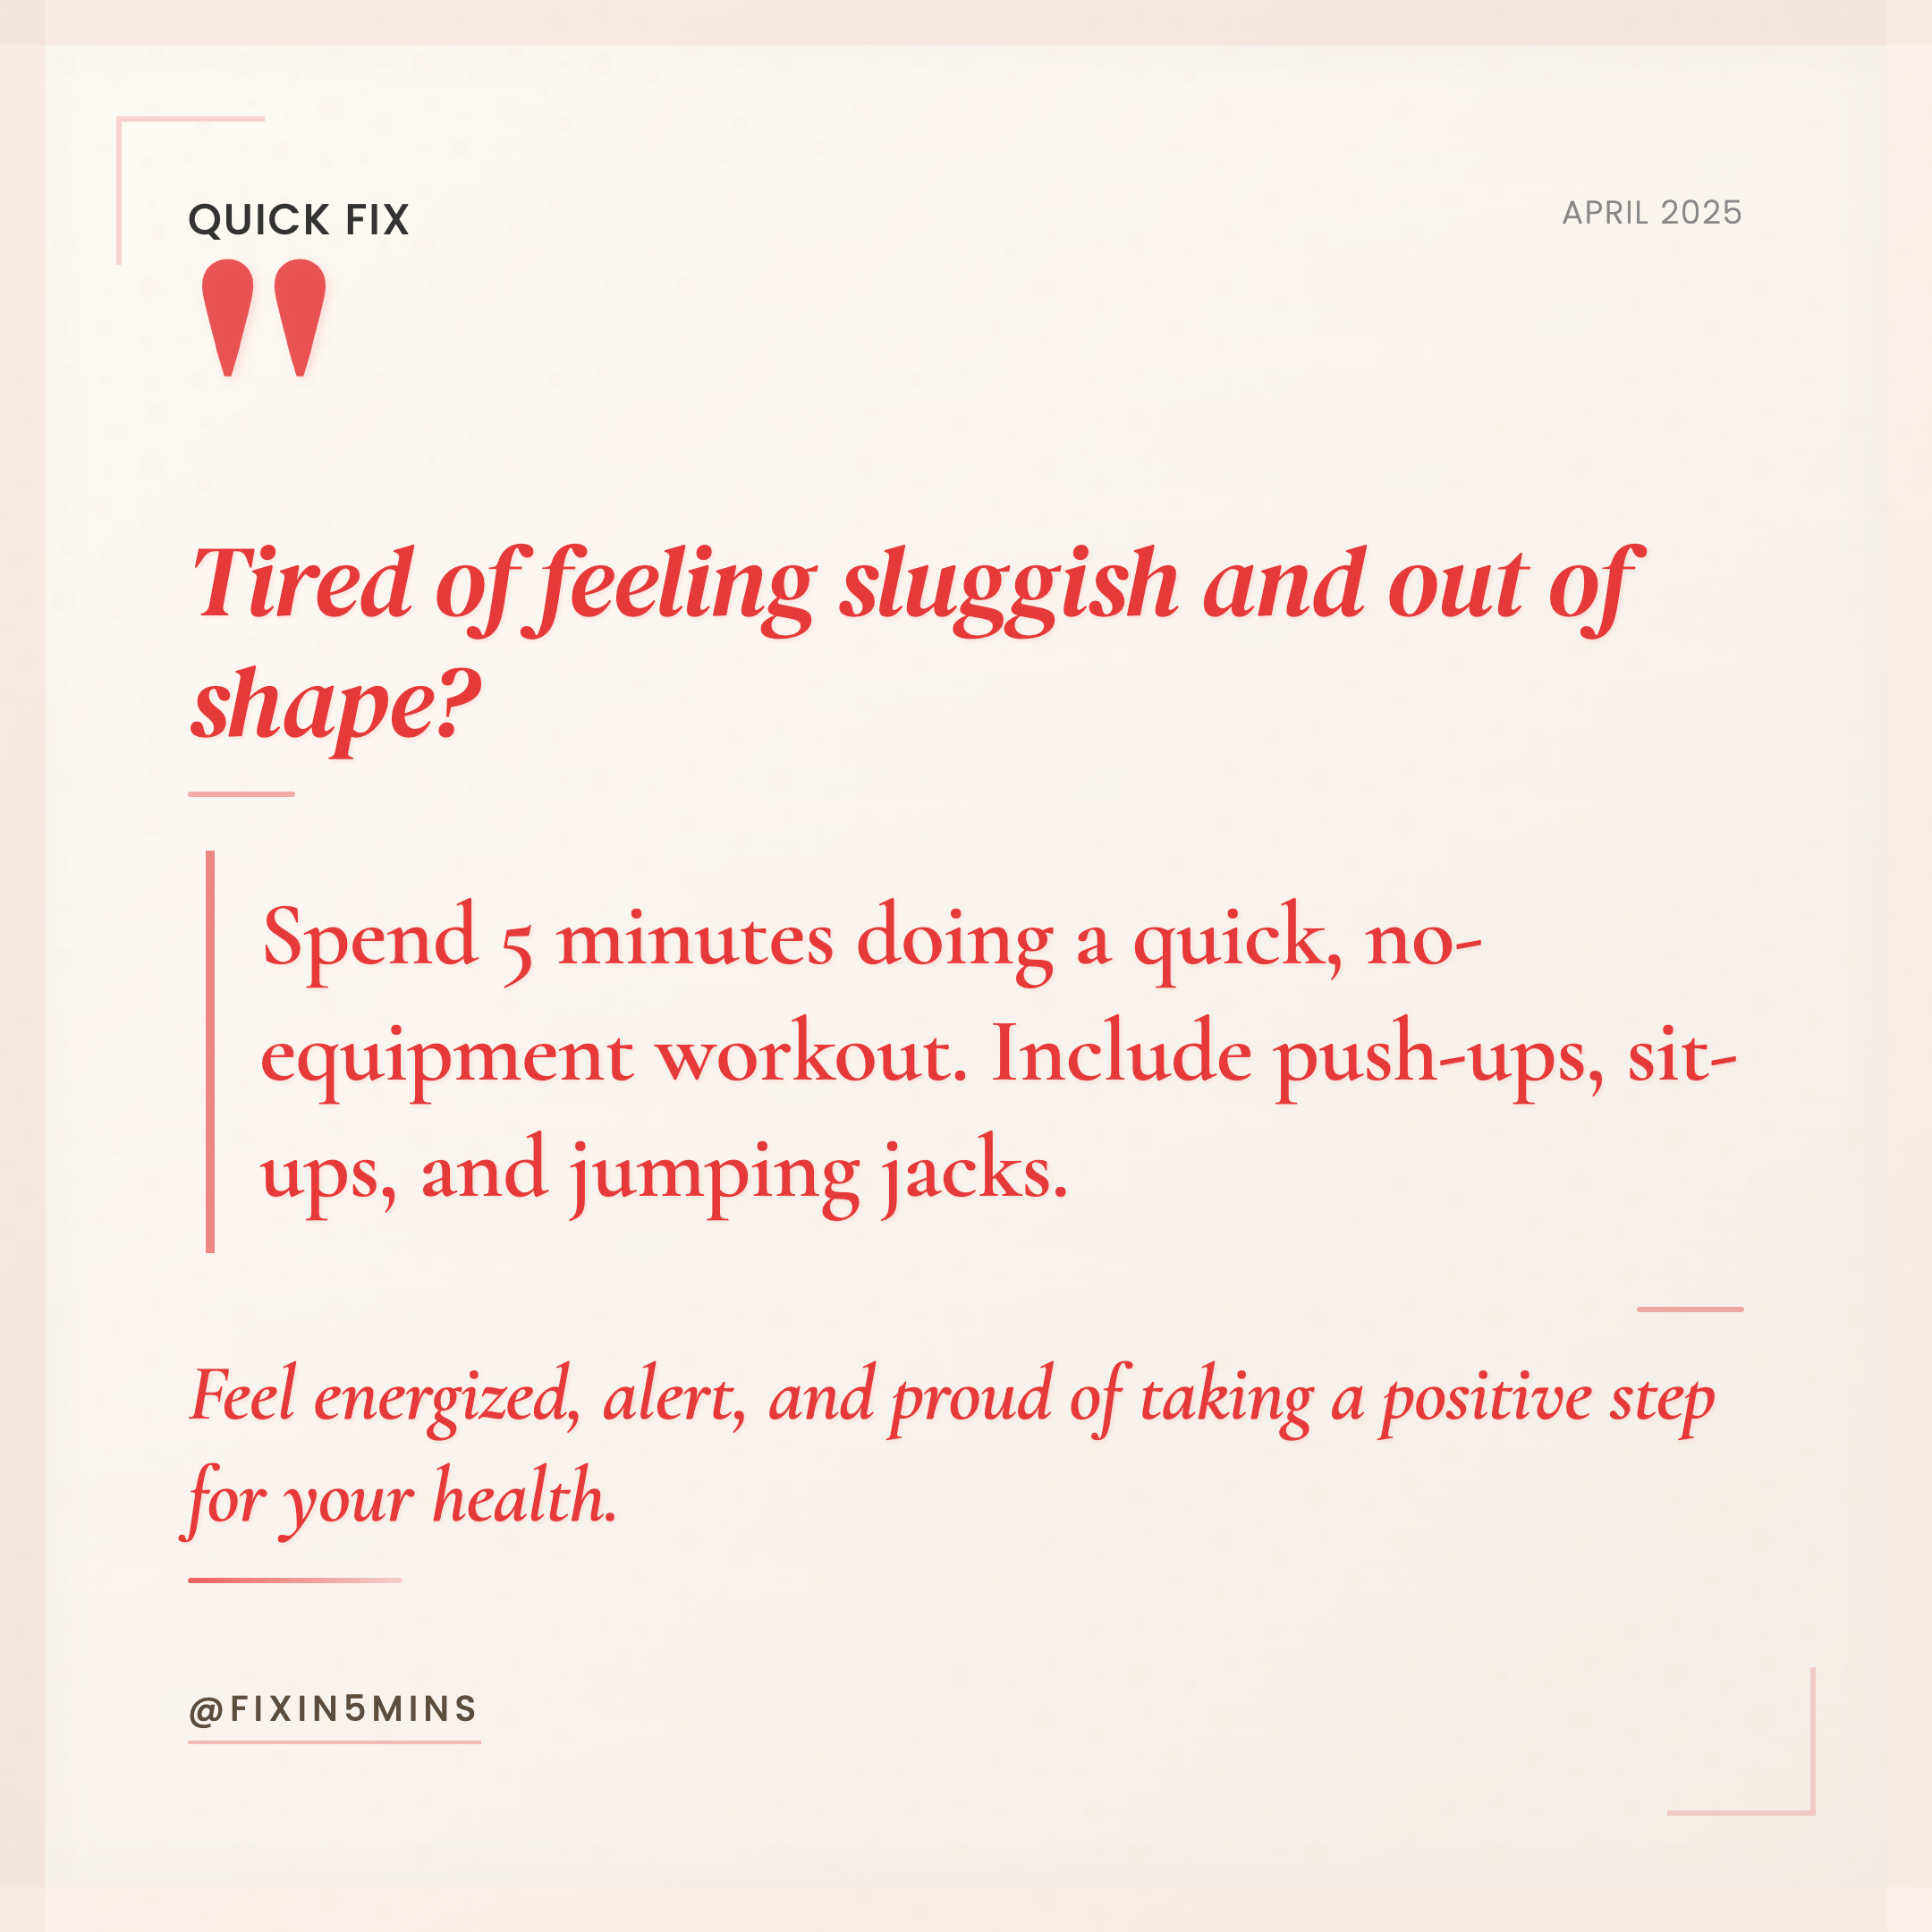 QUICK FIX
APRIL 2025
"
Tired of feeling sluggish and out of
shape?
Spend 5 minutes doing a quick, no-
equipment workout. Include push-ups, sit-
ups, and jumping jacks.
Feel energized, alert, and proud of taking a positive step
for your health.
@FIXIN5MINS